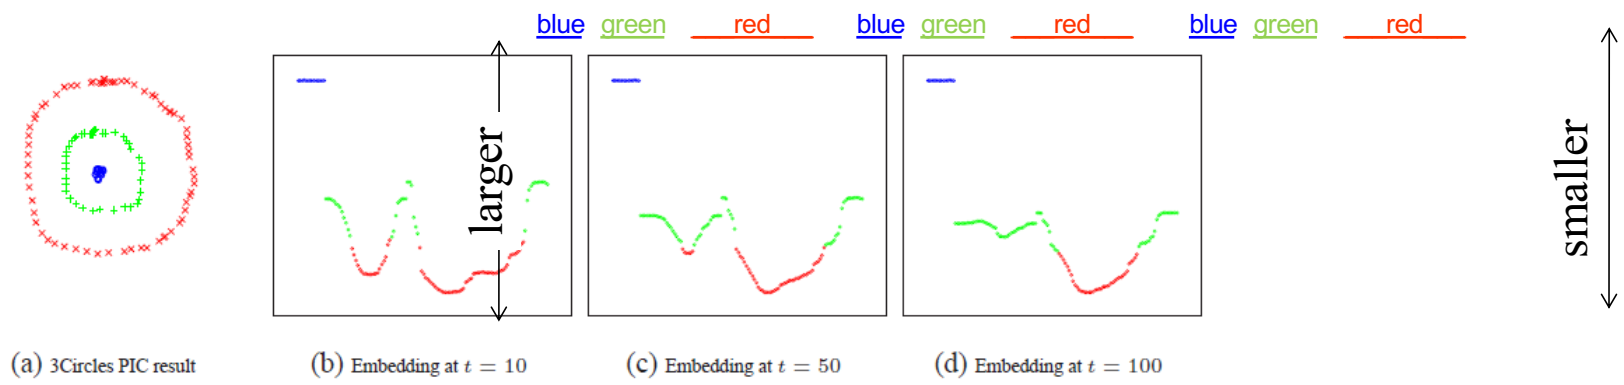 blue green red blue green red blue green red
larger
smaller
(a) 3Circles PIC result
(b) Embedding at t = 10
(c) Embedding at t = 50
(d) Embedding at t = 100